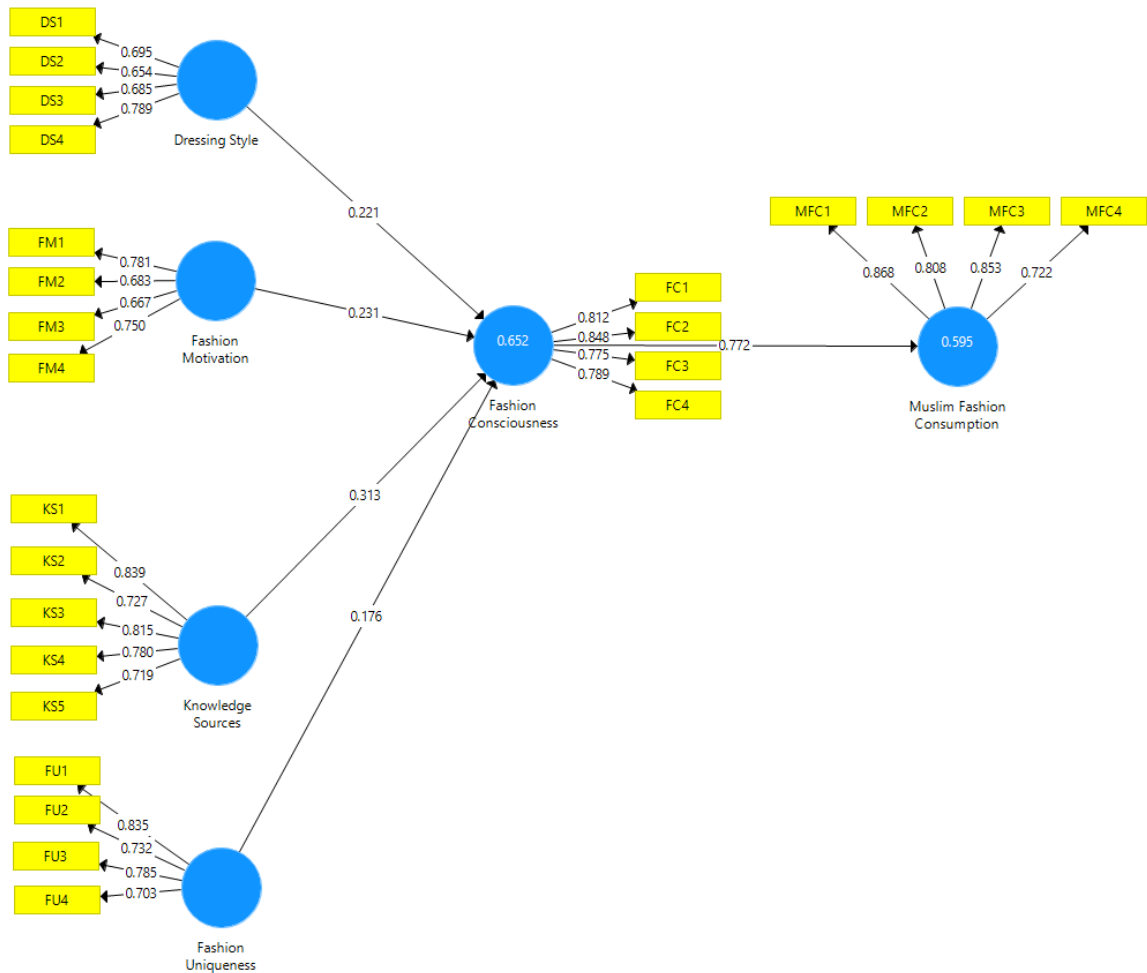 DS1
0.695
DS2
0.654
DS3
0.685
DS4
0.789
Dressing Style
0.221
FM1
0.781
FM2
0.683
FM3
0.667
FM4
0.750
Fashion
Motivation
0.231
KS1
0.839
KS2
0.727
KS3
0.815
KS4
0.780
KS5
0.719
Knowledge
Sources
0.313
FU1
0.835
FU2
0.732
FU3
0.785
FU4
0.703
Fashion
Uniqueness
0.176
0.652
Fashion
Consciousness
FC1
0.812
FC2
0.848
FC3
0.775
FC4
0.789
0.772
MFC1
MFC2
MFC3
MFC4
0.868
0.808
0.853
0.722
0.595
Muslim Fashion
Consumption